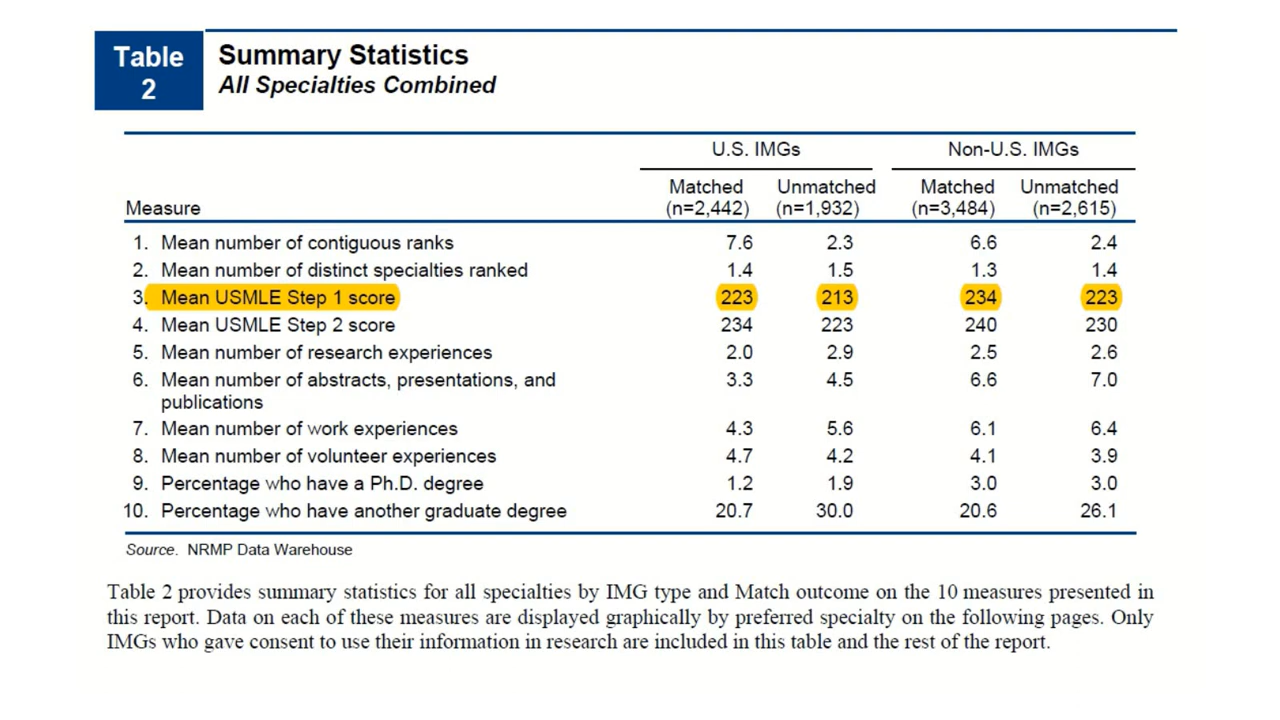 Table
2
Summary Statistics
All Specialties Combined
U.S. IMGs Non-U.S. IMGs
Matched Unmatched Matched Unmatched
Measure (n=2,442) (n=1,932) (n=3,484) (n=2,615)
1. Mean number of contiguous ranks 7.6 2.3 6.6 2.4
2. Mean number of distinct specialties ranked 1.4 1.5 1.3 1.4
3. Mean USMLE Step 1 score 223 213 234 223
4. Mean USMLE Step 2 score 234 223 240 230
5. Mean number of research experiences 2.0 2.9 2.5 2.6
6. Mean number of abstracts, presentations, and 3.3 4.5 6.6 7.0
publications
7. Mean number of work experiences 4.3 5.6 6.1 6.4
8. Mean number of volunteer experiences 4.7 4.2 4.1 3.9
9. Percentage who have a Ph.D. degree 1.2 1.9 3.0 3.0
10. Percentage who have another graduate degree 20.7 30.0 20.6 26.1
Source. NRMP Data Warehouse
Table 2 provides summary statistics for all specialties by IMG type and Match outcome on the 10 measures presented in
this report. Data on each of these measures are displayed graphically by preferred specialty on the following pages. Only
IMGs who gave consent to use their information in research are included in this table and the rest of the report.